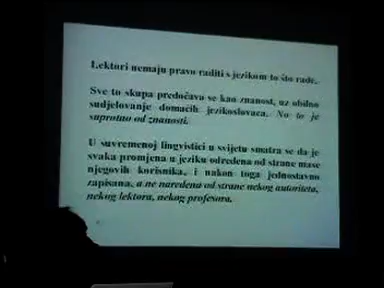 Lektori nemaju pravo raditi s jezikom to što rade.
Sve to skupa predočava se kao znanost, uz obilno
sudjelovanje domaćih jezikoslovaca. No to je
suprotno od znanosti.
U suvremenoj lingvistici u svijetu smatra se da je
svaka promjena u jeziku određena od strane mase
njegovih korisnika, i nakon toga jednostavno
zapisana, a ne naređena od strane nekog autoriteta,
nekog lektora, nekog profesora.